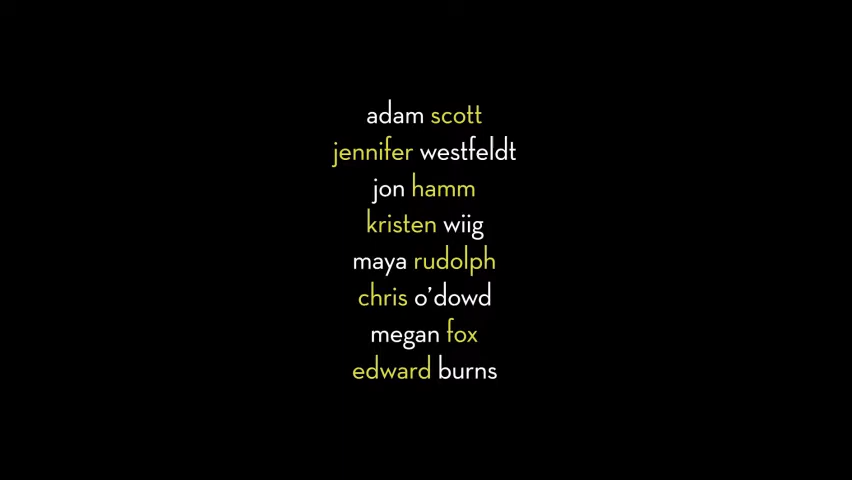 adam scott
jennifer westfeldt
jon hamm
kristen wiig
maya rudolph
chris o'dowd
megan fox
edward burns